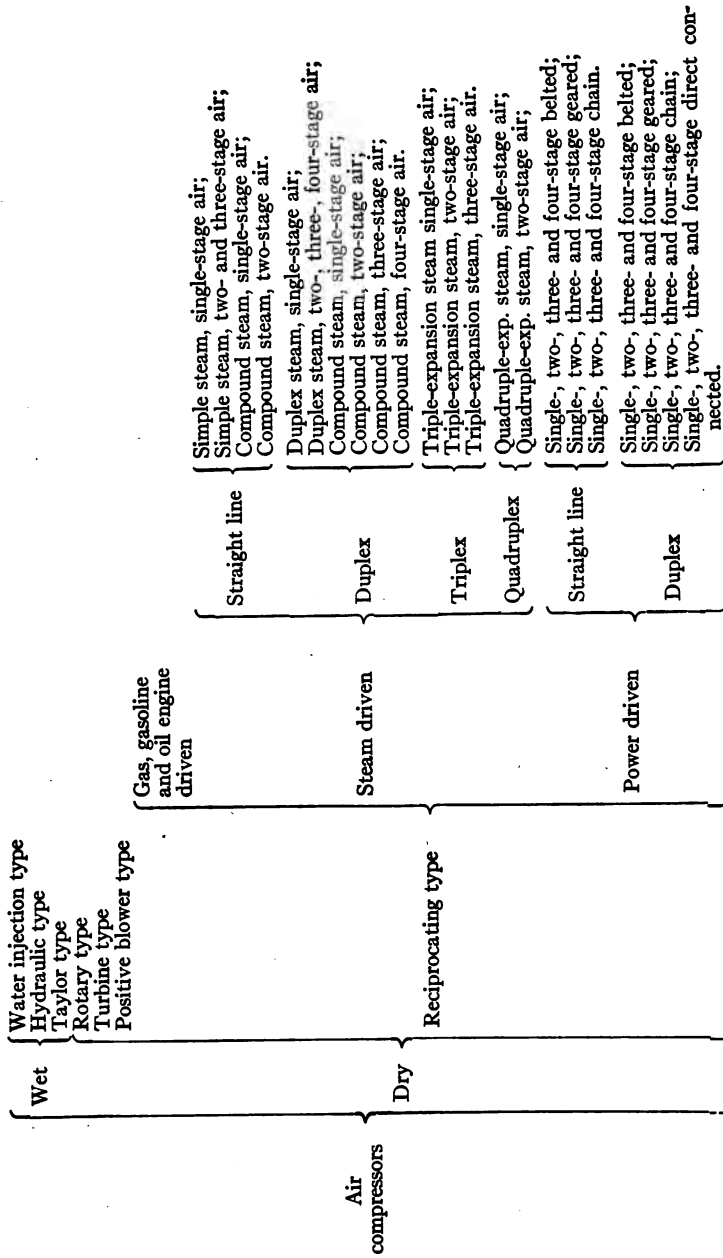 Air
compressors
Wet
Water injection type
Hydraulic type
Taylor type
Dry
Rotary type
Turbine type
Positive blower type
Reciprocating type
Gas, gasoline
and oil engine
driven
Steam driven
Straight line
Simple steam, single-stage air;
Simple steam, two- and three-stage air;
Compound steam, single-stage air;
Compound steam, two-stage air.
Duplex
Duplex steam, single-stage air;
Duplex steam, two-, three-, four-stage air;
Compound steam, single-stage air;
Compound steam, two-stage air;
Compound steam, three-stage air;
Compound steam, four-stage air.
Triplex
Triple-expansion steam single-stage air;
Triple-expansion steam, two-stage air;
Triple-expansion steam, three-stage air.
Quadruplex
Quadruple-exp. steam, single-stage air;
Quadruple-exp. steam, two-stage air;
Power driven
Straight line
Single-, two-, three- and four-stage belted;
Single-, two-, three- and four-stage geared;
Single-, two-, three- and four-stage chain.
Duplex
Single-, two-, three- and four-stage belted;
Single-, two-, three- and four-stage geared;
Single-, two-, three- and four-stage chain;
Single-, two-, three- and four-stage direct con-
nected.